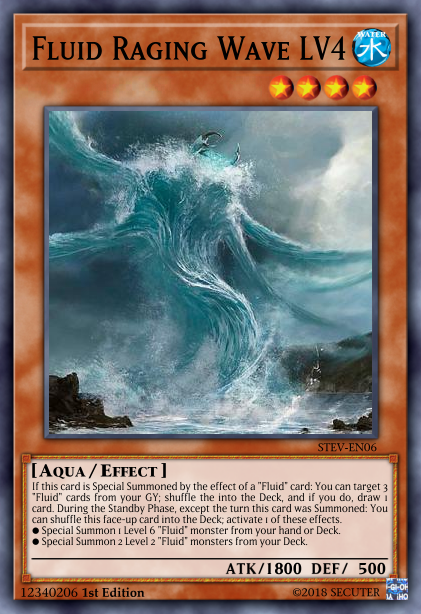 Fluid Raging Wave LV4
WATER
水
STEV-EN06
[Aqua / Effect]
If this card is Special Summoned by the effect of a "Fluid" card: You can target 3
"Fluid" cards from your GY; shuffle the into the Deck, and if you do, draw 1
card. During the Standby Phase, except the turn this card was Summoned: You
can shuffle this face-up card into the Deck; activate 1 of these effects.
● Special Summon 1 Level 6 "Fluid" monster from your hand or Deck.
● Special Summon 2 Level 2 "Fluid" monsters from your Deck.
ATK/1800 DEF/ 500
12340206 1st Edition
©2018 SECUTER